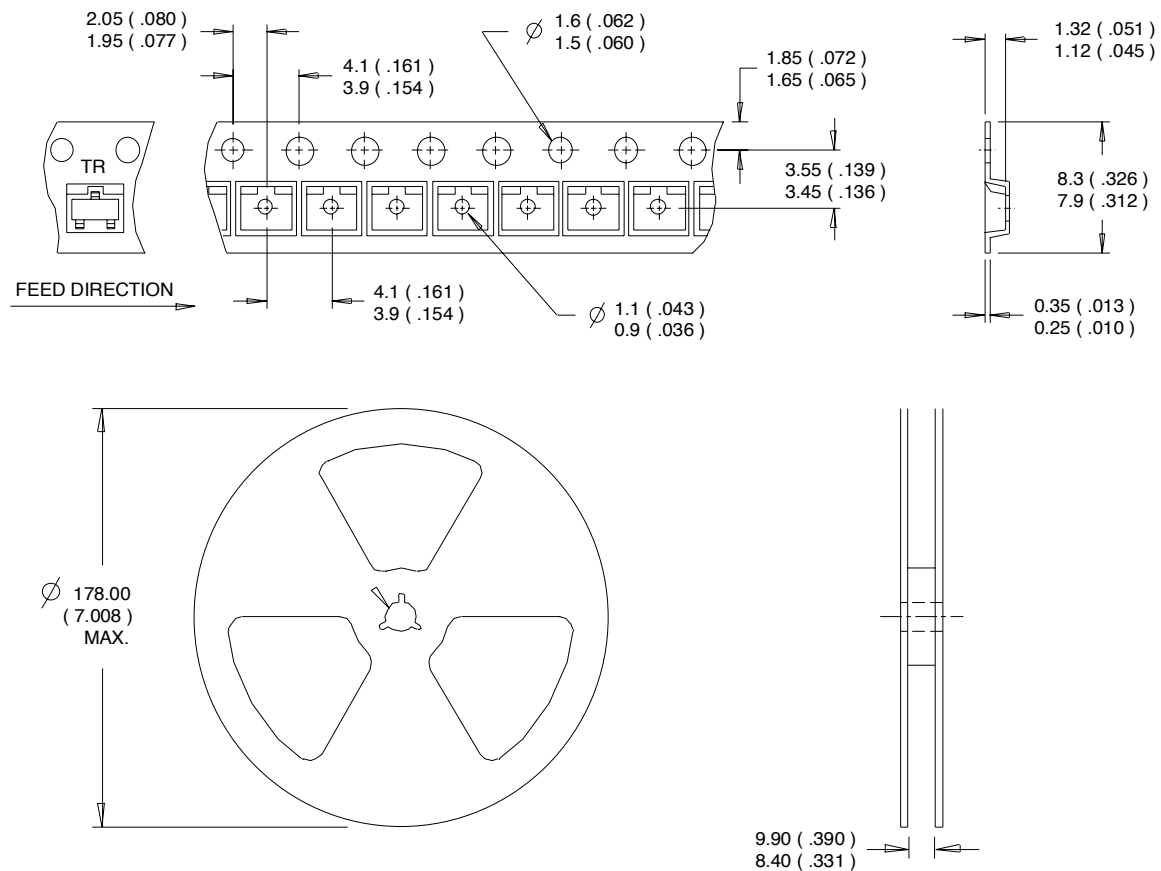 2.05 ( .080 )
1.95 ( .077 )
4.1 ( .161 )
3.9 ( .154 )
Ø 1.6 ( .062 )
1.5 ( .060 )
1.85 ( .072 )
1.65 ( .065 )
1.32 ( .051 )
1.12 ( .045 )
TR
3.55 ( .139 )
3.45 ( .136 )
8.3 ( .326 )
7.9 ( .312 )
FEED DIRECTION
4.1 ( .161 )
3.9 ( .154 )
Ø 1.1 ( .043 )
0.9 ( .036 )
0.35 ( .013 )
0.25 ( .010 )
Ø 178.00
( 7.008 )
MAX.
9.90 ( .390 )
8.40 ( .331 )